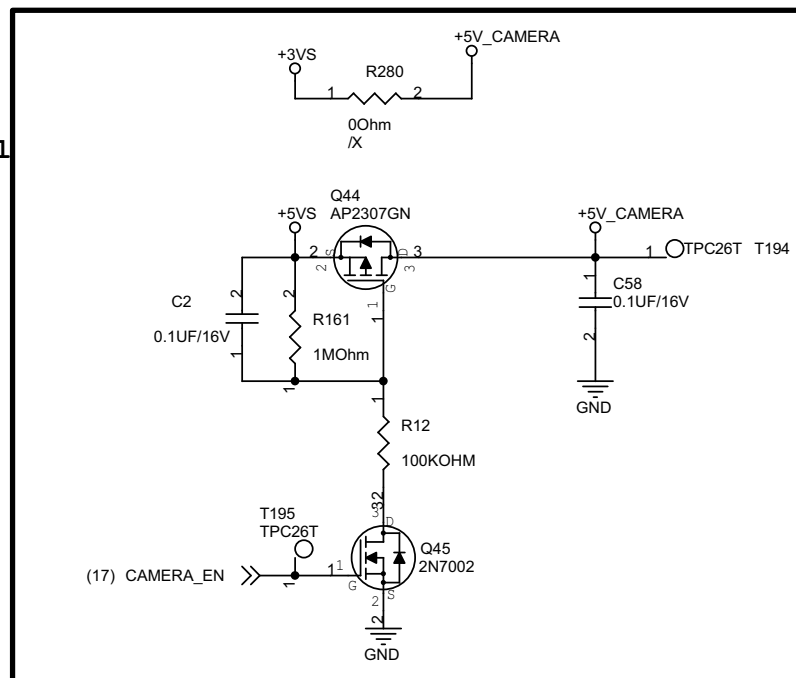 +3VS
+5V_CAMERA
R280
1
2
0Ohm
/X
1
Q44
AP2307GN
+5VS
+5V_CAMERA
2
S
2
D
3
3
1
TPC26T T194
G
1
1
C2
2
0.1UF/16V
1
2
R161
1MOhm
1
1
C58
0.1UF/16V
2
GND
1
R12
100KOHM
32
3
D
T195
TPC26T
Q45
2N7002
(17) CAMERA_EN
1
1
1
G
S
2
2
GND